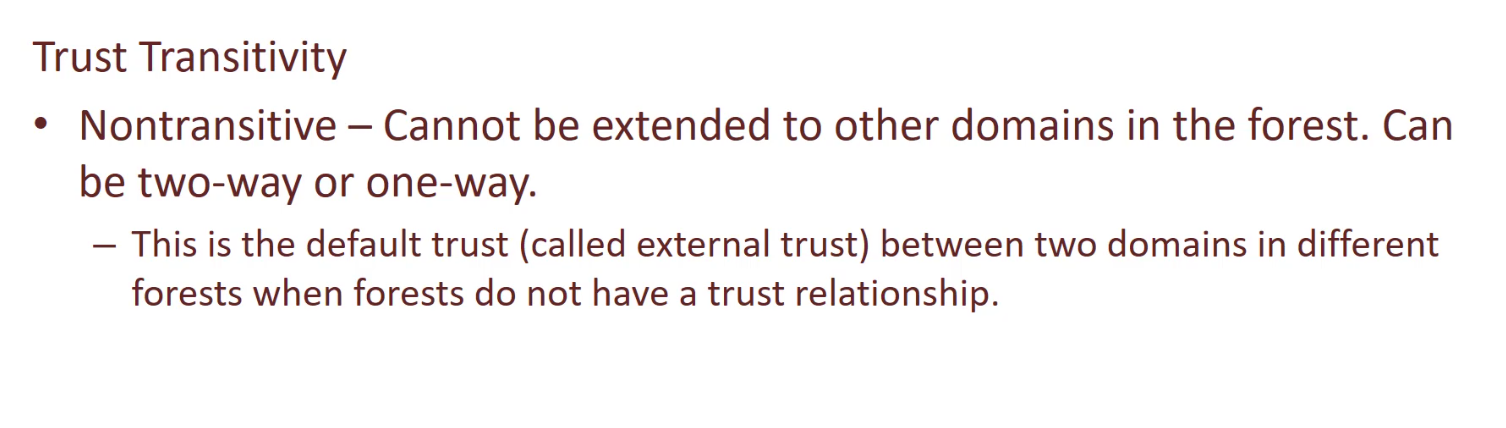 Trust Transitivity
• Nontransitive – Cannot be extended to other domains in the forest. Can
be two-way or one-way.
– This is the default trust (called external trust) between two domains in different
forests when forests do not have a trust relationship.